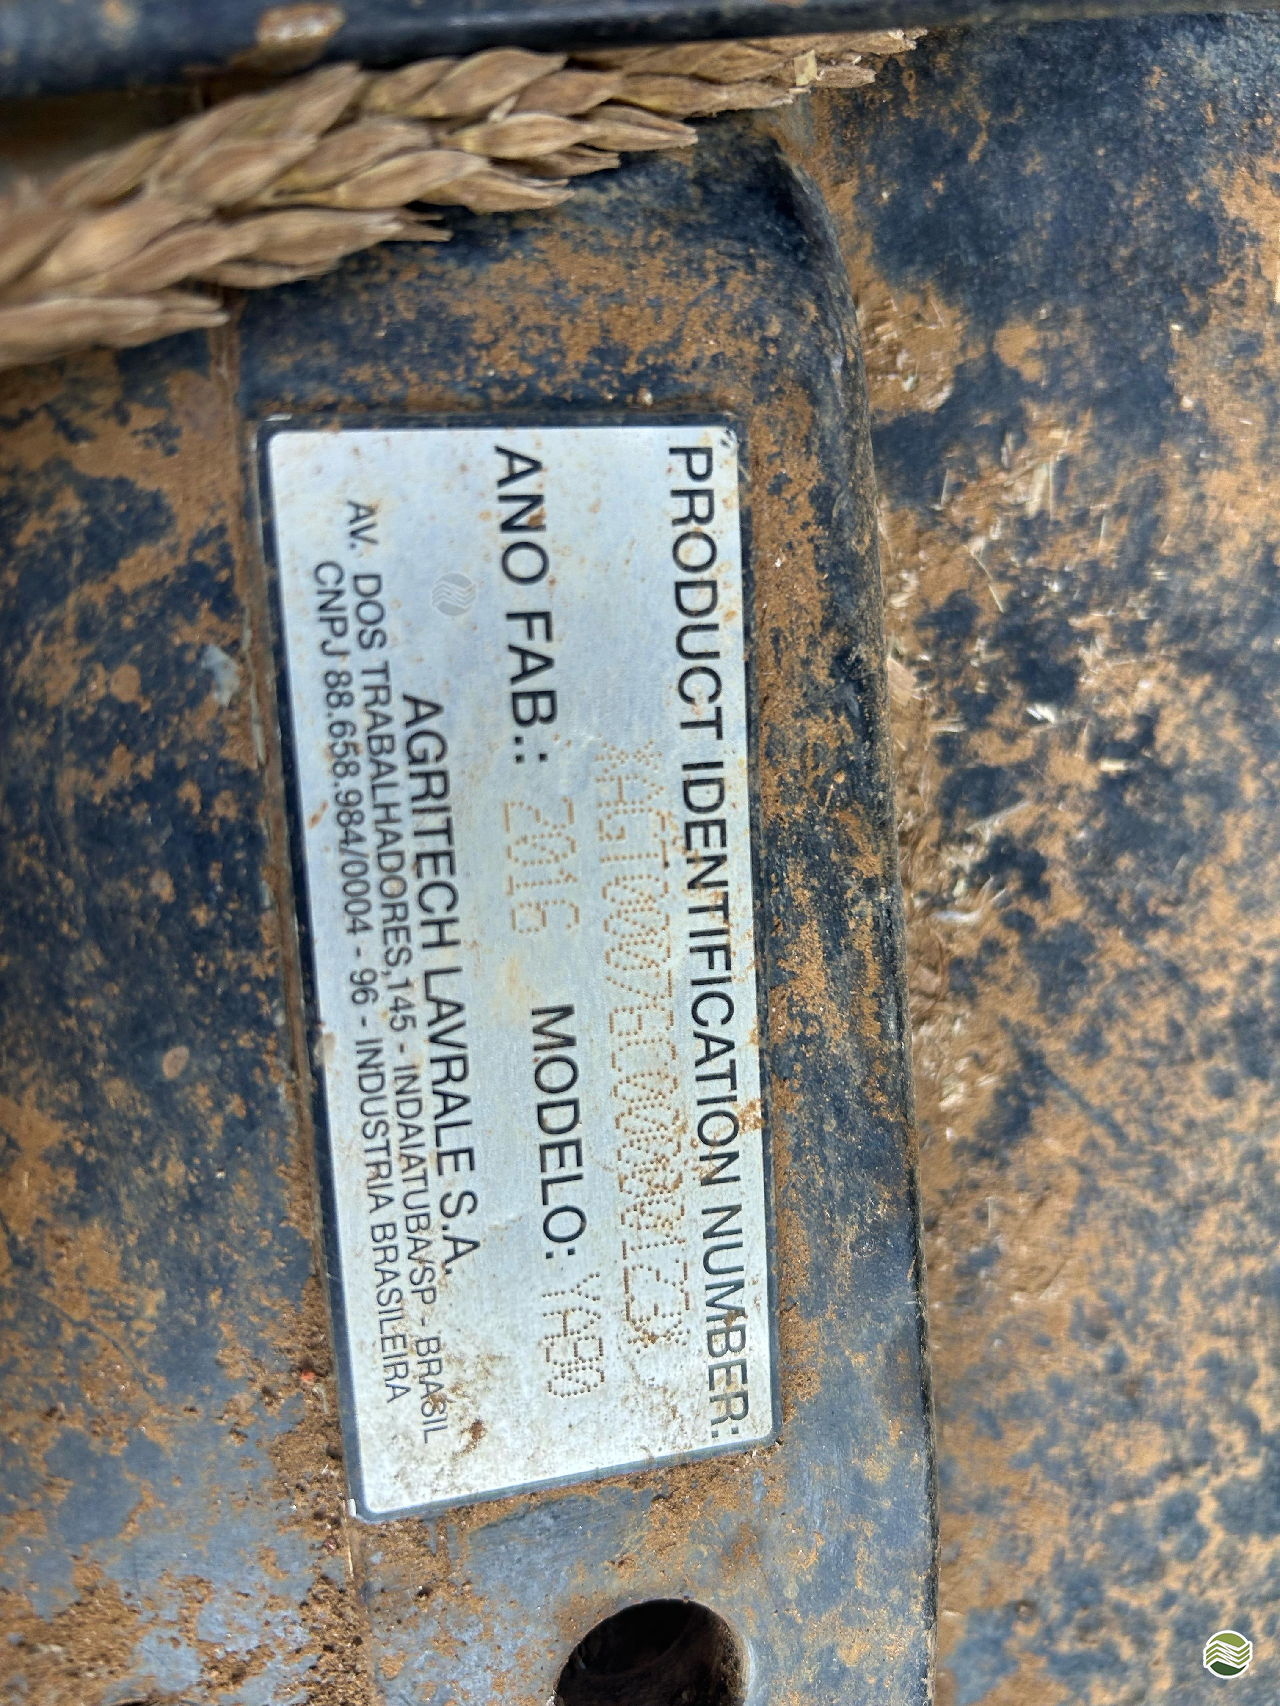 PRODUCT IDENTIFICATION NUMBER:
ANO FAB.: 2016 MODELO: YA90
AGRITECH LAVRALE S.A.
AV. DOS TRABALHADORES,145 - INDAIATUBA/SP - BRASIL
CNPJ 88.658.984/0004 - 96 - INDUSTRIA BRASILEIRA